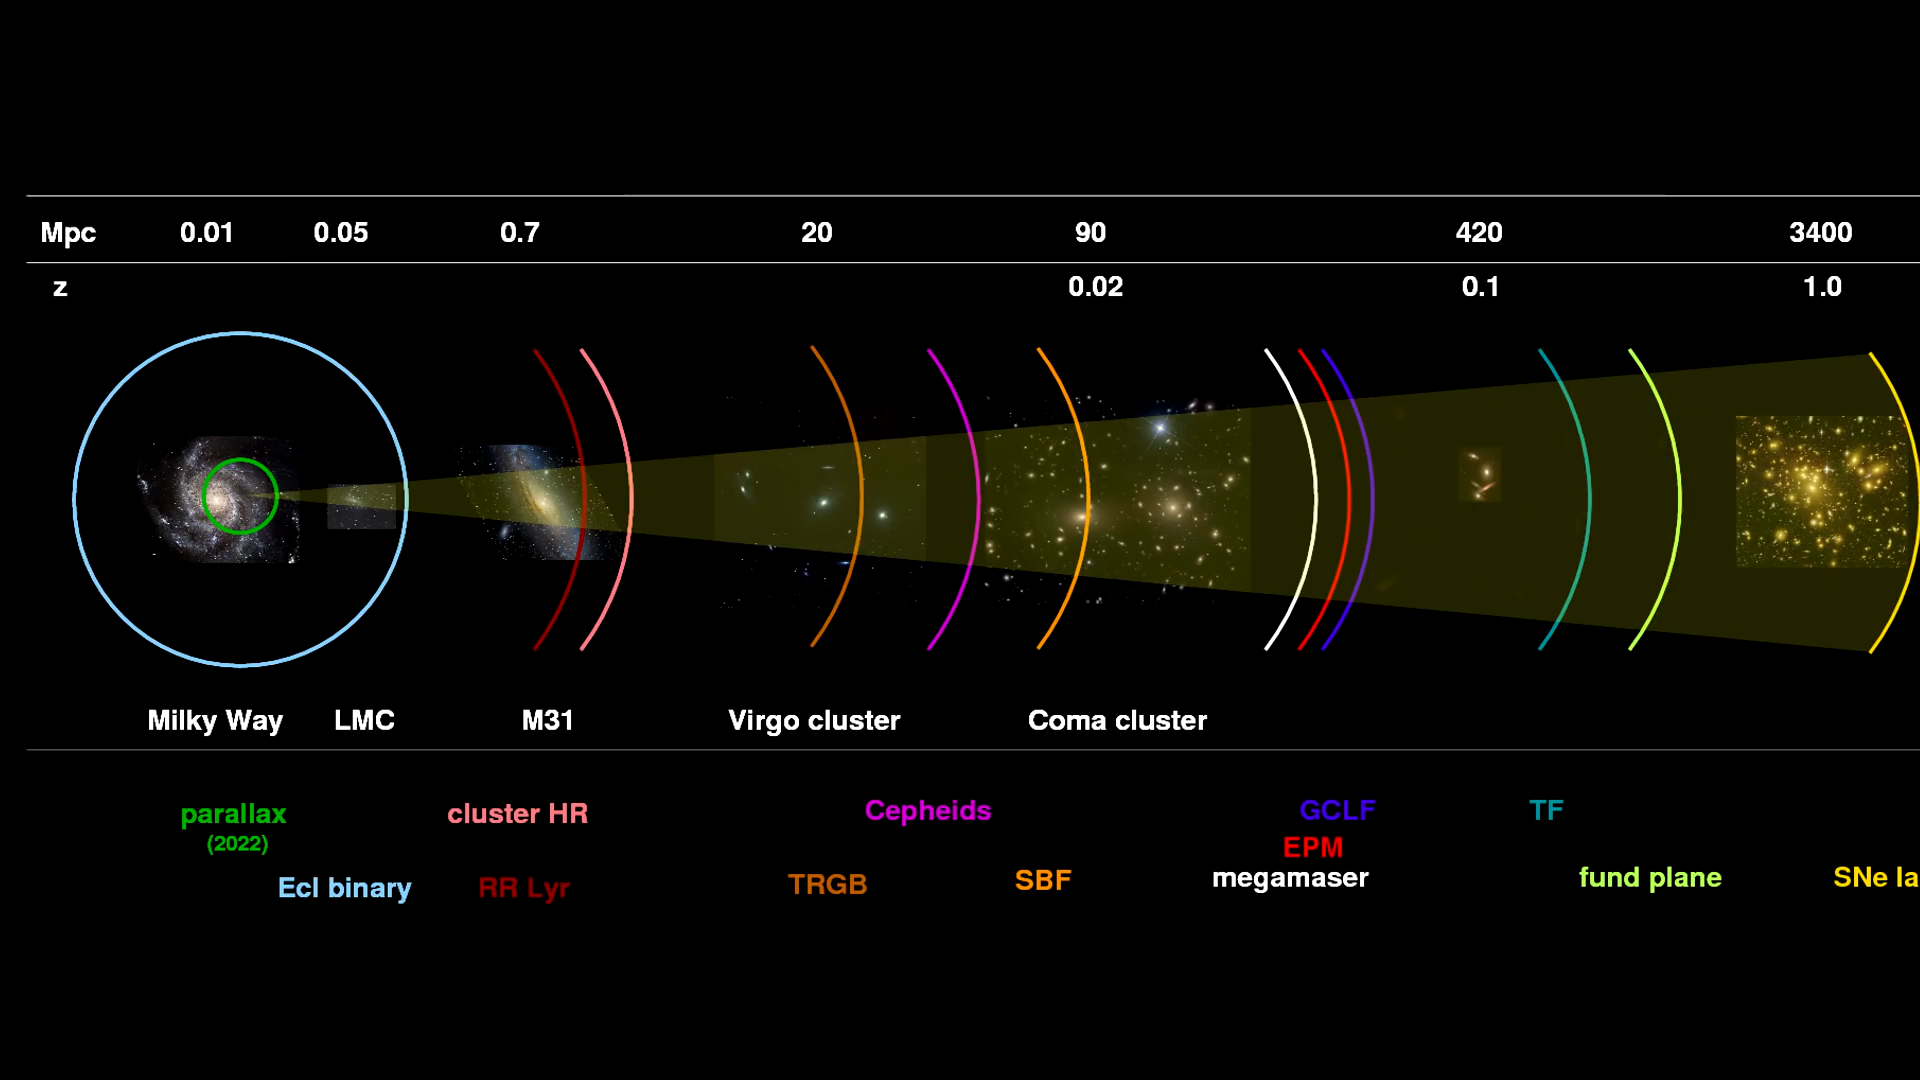 Mpc 0.01 0.05 0.7 20 90 420 3400
z 0.02 0.1 1.0
Milky Way LMC M31 Virgo cluster Coma cluster
parallax cluster HR Cepheids GCLF TF
(2022) EPM
Ecl binary RR Lyr TRGB SBF megamaser fund plane SNe Ia